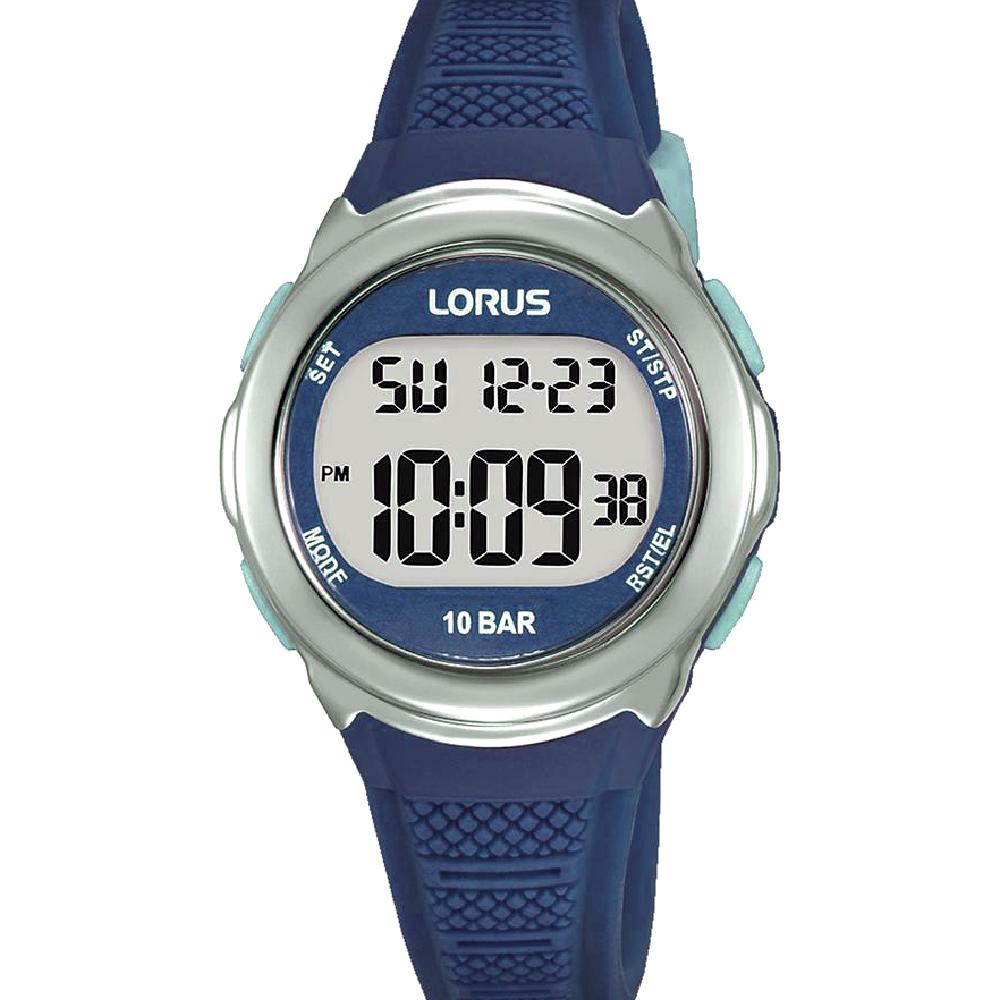 LORUS
SET
ST/STP
SU 12-23
PM 10:09 38
MODE
RST/EL
10 BAR